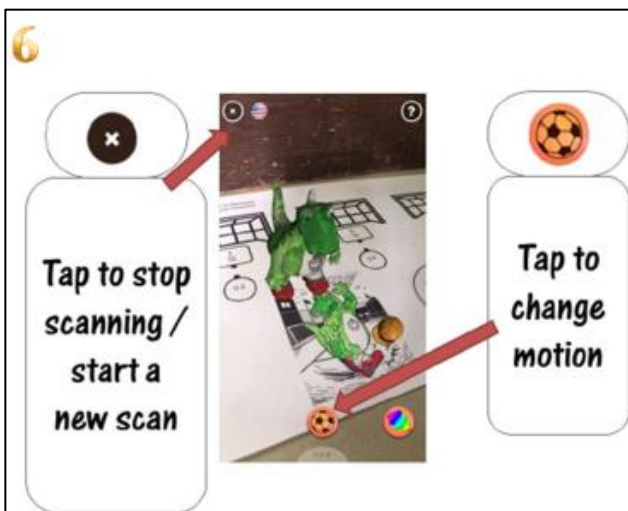 6
Tap to stop
scanning /
start a
new scan
?
Tap to
change
motion